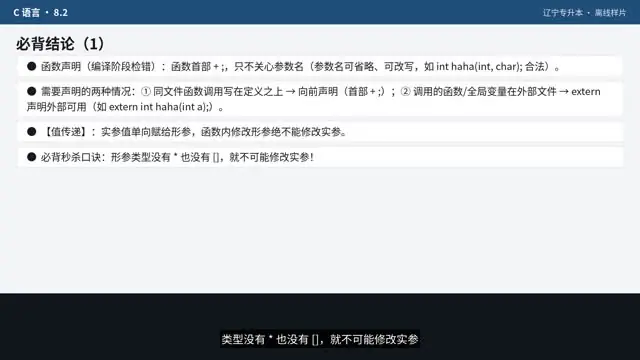 C 语言 · 8.2
辽宁专升本 · 离线样片
必背结论（1）
● 函数声明（编译阶段检错）：函数首部 + ;，只不关心参数名（参数名可省略、可改写，如 int haha(int, char); 合法）。
● 需要声明的两种情况：① 同文件函数调用写在定义之上 → 向前声明（首部 + ;）；② 调用的函数/全局变量在外部文件 → extern
声明外部可用（如 extern int haha(int a);）。
● 【值传递】：实参值单向赋给形参，函数内修改形参绝不能修改实参。
● 必背秒杀口诀：形参类型没有 * 也没有 []，就不可能修改实参！
类型没有 * 也没有 []，就不可能修改实参